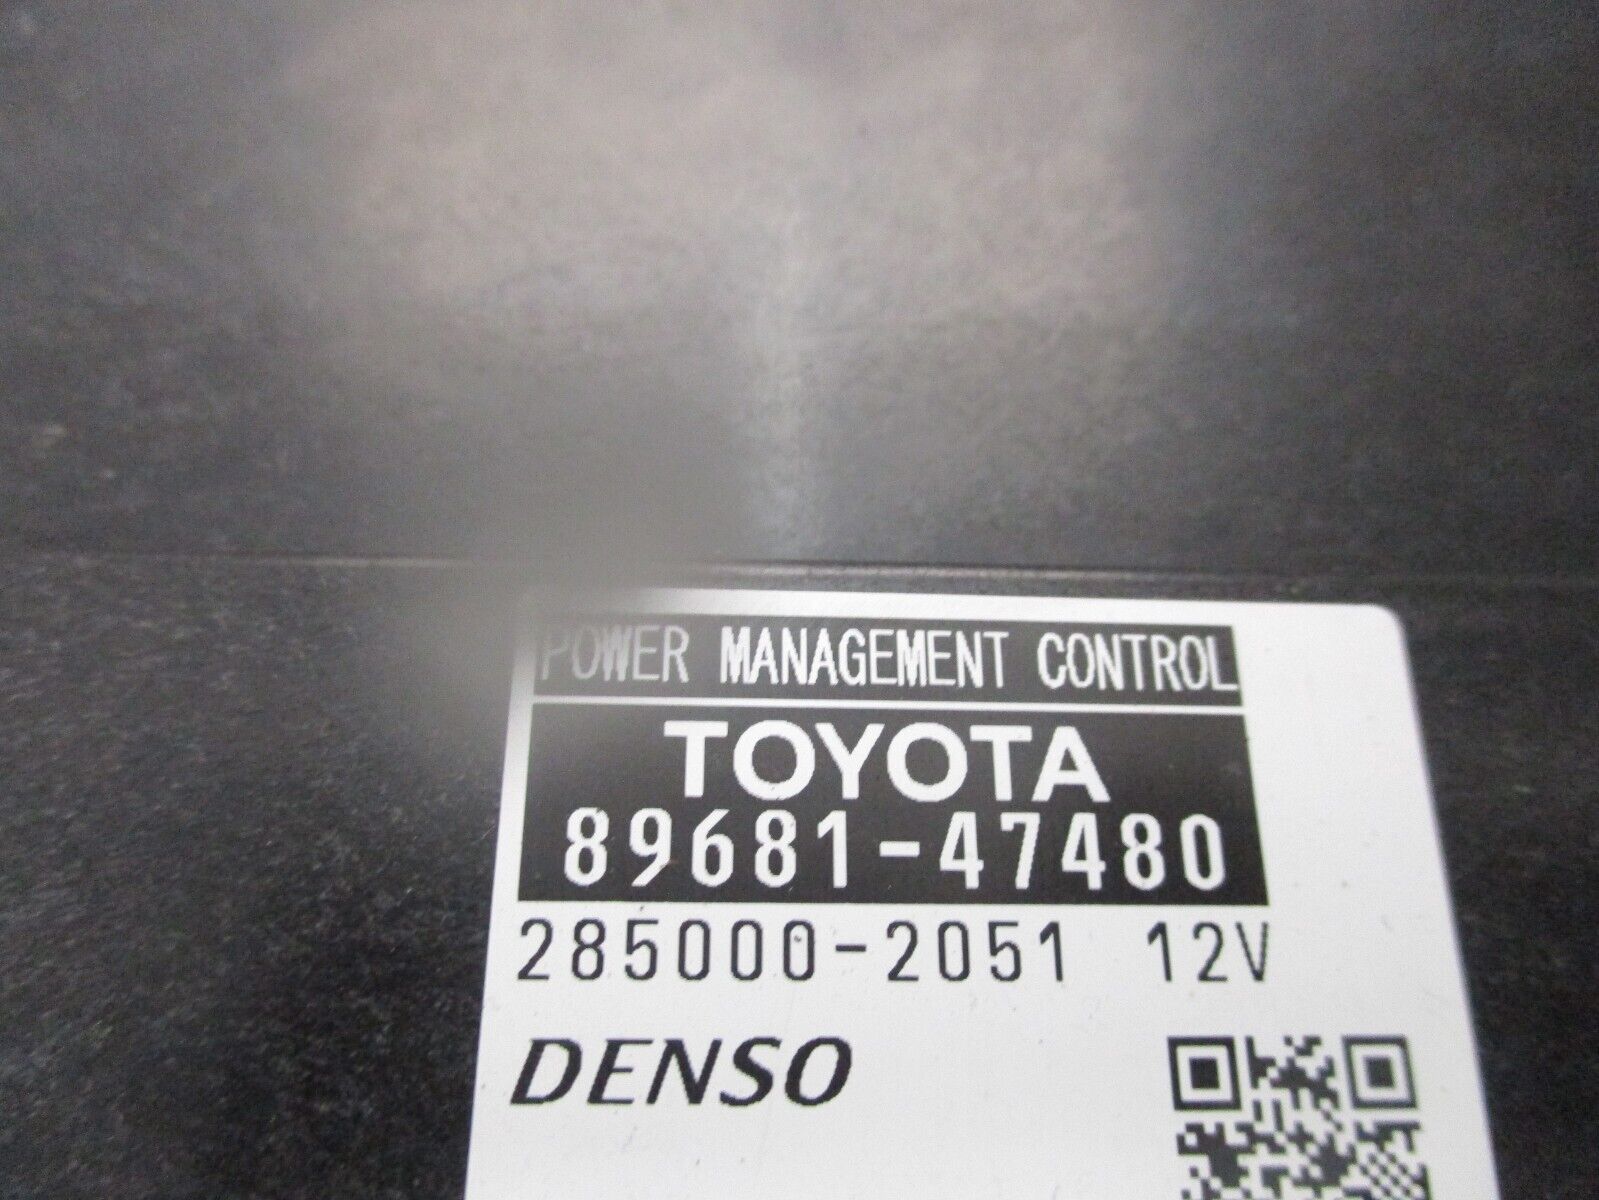 POWER MANAGEMENT CONTROL
TOYOTA
89681-47480
285000-2051 12V
DENSO